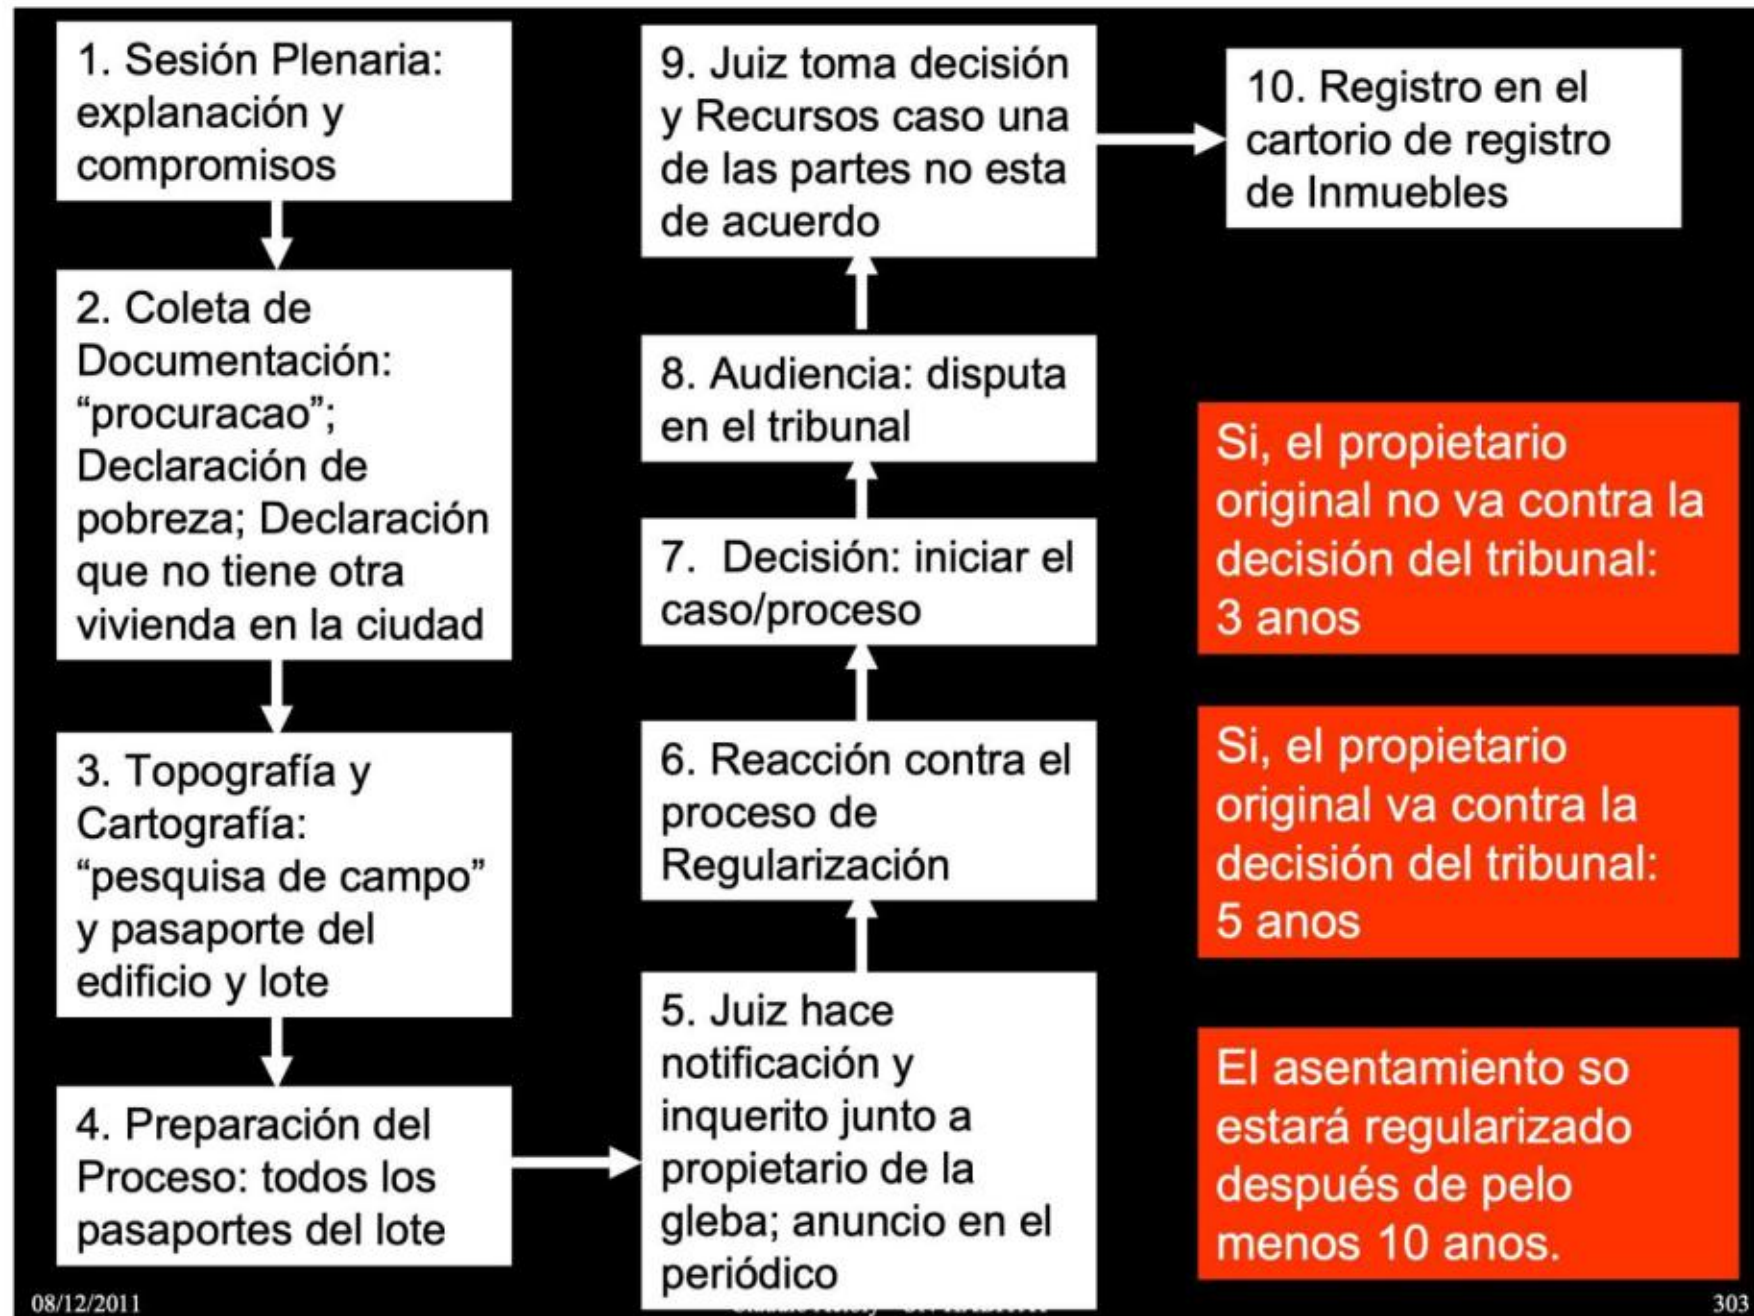 1. Sesión Plenaria:
explanación y
compromisos
2. Coleta de
Documentación:
“procuracao”;
Declaración de
pobreza; Declaración
que no tiene otra
vivienda en la ciudad
3. Topografía y
Cartografía:
“pesquisa de campo”
y pasaporte del
edificio y lote
4. Preparación del
Proceso: todos los
pasaportes del lote
5. Juiz hace
notificación y
inquerito junto a
propietario de la
gleba; anuncio en el
periódico
6. Reacción contra el
proceso de
Regularización
7. Decisión: iniciar el
caso/proceso
8. Audiencia: disputa
en el tribunal
9. Juiz toma decisión
y Recursos caso una
de las partes no esta
de acuerdo
10. Registro en el
cartorio de registro
de Inmuebles
Si, el propietario
original no va contra la
decisión del tribunal:
3 anos
Si, el propietario
original va contra la
decisión del tribunal:
5 anos
El asentamiento so
estará regularizado
después de pelo
menos 10 anos.
08/12/2011
303